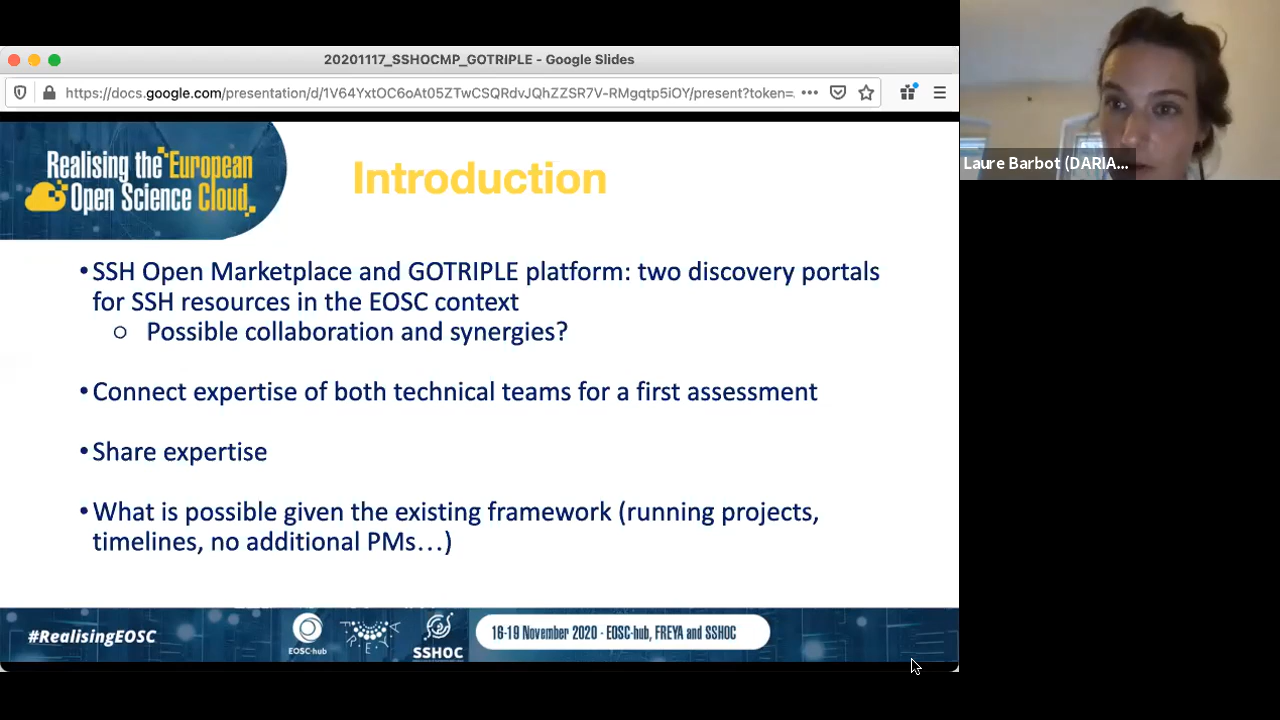 20201117_SSHOCMP_GOTRIPLE - Google Slides
https://docs.google.com/presentation/d/1V64YxtOC6oAt05ZTwCSQRdvJQhZZSR7V-RMgqtp5iOY/present?token=
Laure Barbot (DARIA...
Realising the European
Open Science Cloud
Introduction
•SSH Open Marketplace and GOTRIPLE platform: two discovery portals
for SSH resources in the EOSC context
○ Possible collaboration and synergies?
•Connect expertise of both technical teams for a first assessment
•Share expertise
•What is possible given the existing framework (running projects,
timelines, no additional PMs...)
#RealisingEOSC
EOSC-hub
FREYA
SSHOC
16-19 November 2020 - EOSC-hub, FREYA and SSHOC